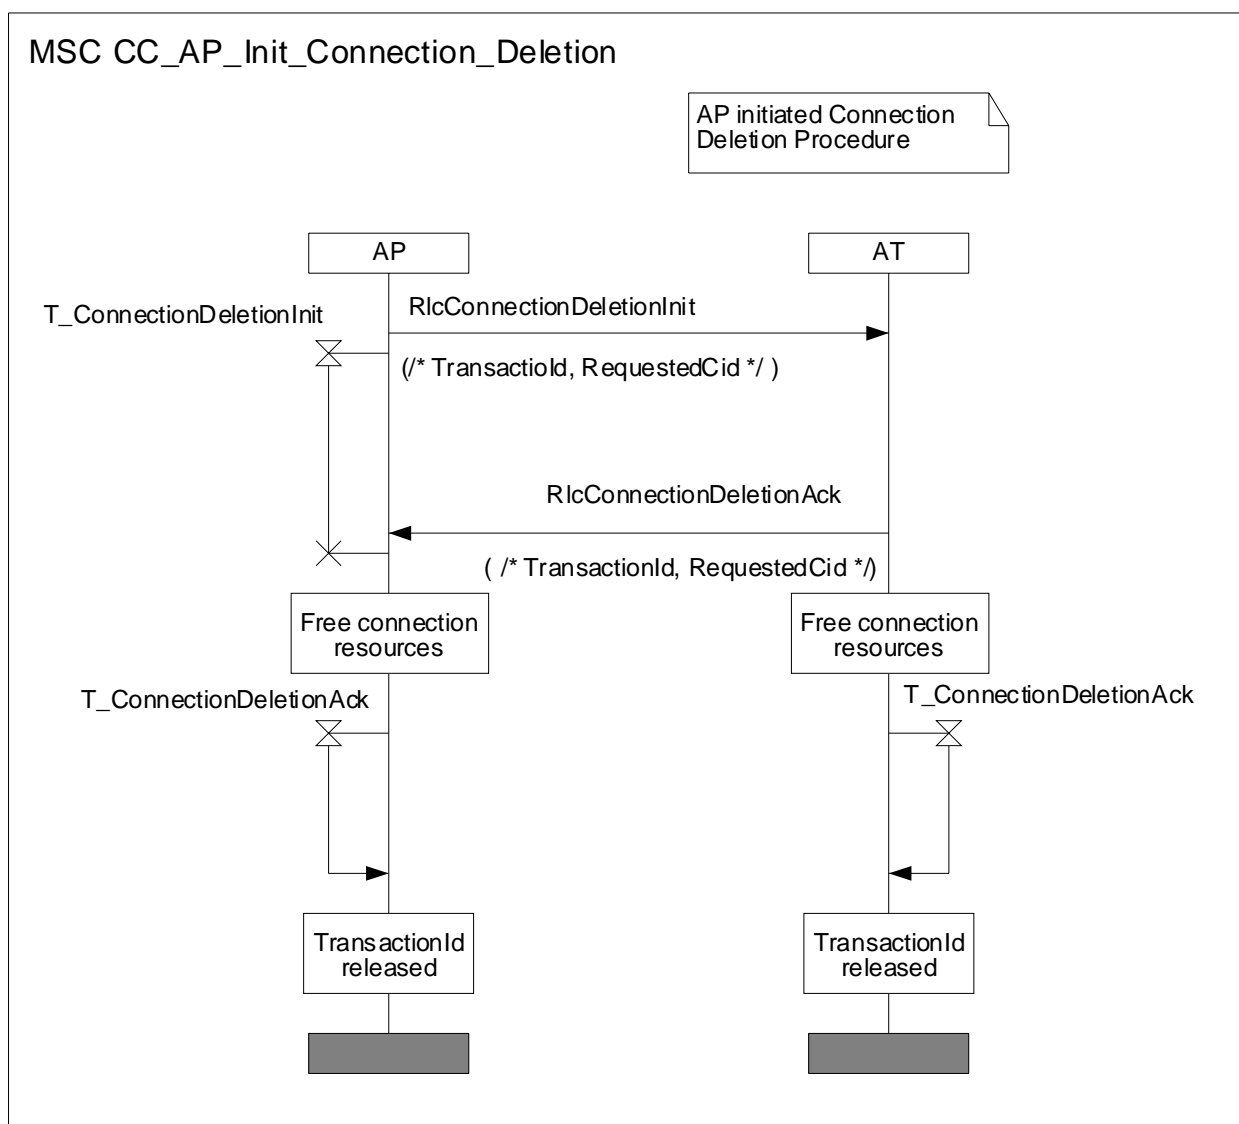 MSC CC_AP_Init_Connection_Deletion
AP initiated Connection
Deletion Procedure
AP
AT
T_ConnectionDeletionInit
RlcConnectionDeletionInit
(/* TransactioId, RequestedCid */ )
RlcConnectionDeletionAck
( /* TransactionId, RequestedCid */)
Free connection
resources
Free connection
resources
T_ConnectionDeletionAck
T_ConnectionDeletionAck
TransactionId
released
TransactionId
released